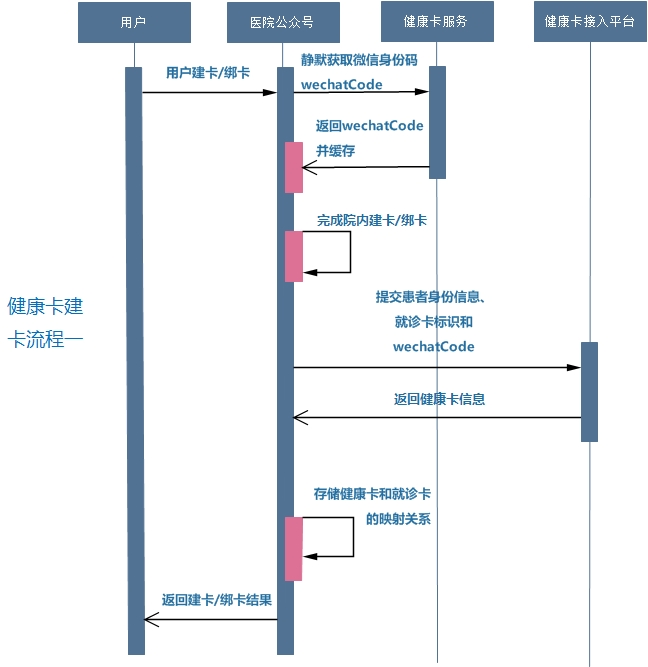 用户
医院公众号
健康卡服务
健康卡接入平台
用户建卡/绑卡
静默获取微信身份码
wechatCode
返回wechatCode
并缓存
完成院内建卡/绑卡
健康卡建
卡流程一
提交患者身份信息、
就诊卡标识和
wechatCode
返回健康卡信息
存储健康卡和就诊卡
的映射关系
返回建卡/绑卡结果